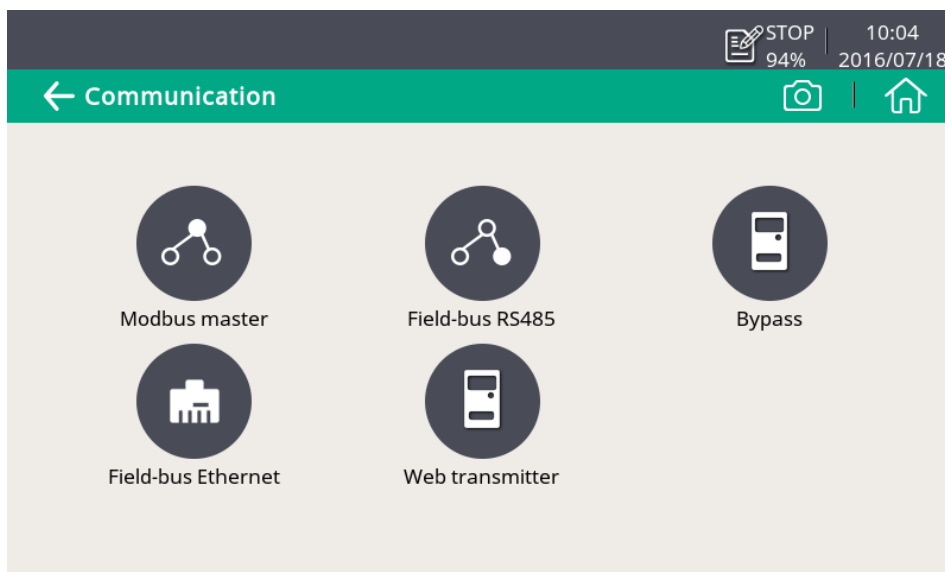 STOP
94%
10:04
2016/07/18
Communication
Modbus master
Field-bus RS485
Bypass
Field-bus Ethernet
Web transmitter